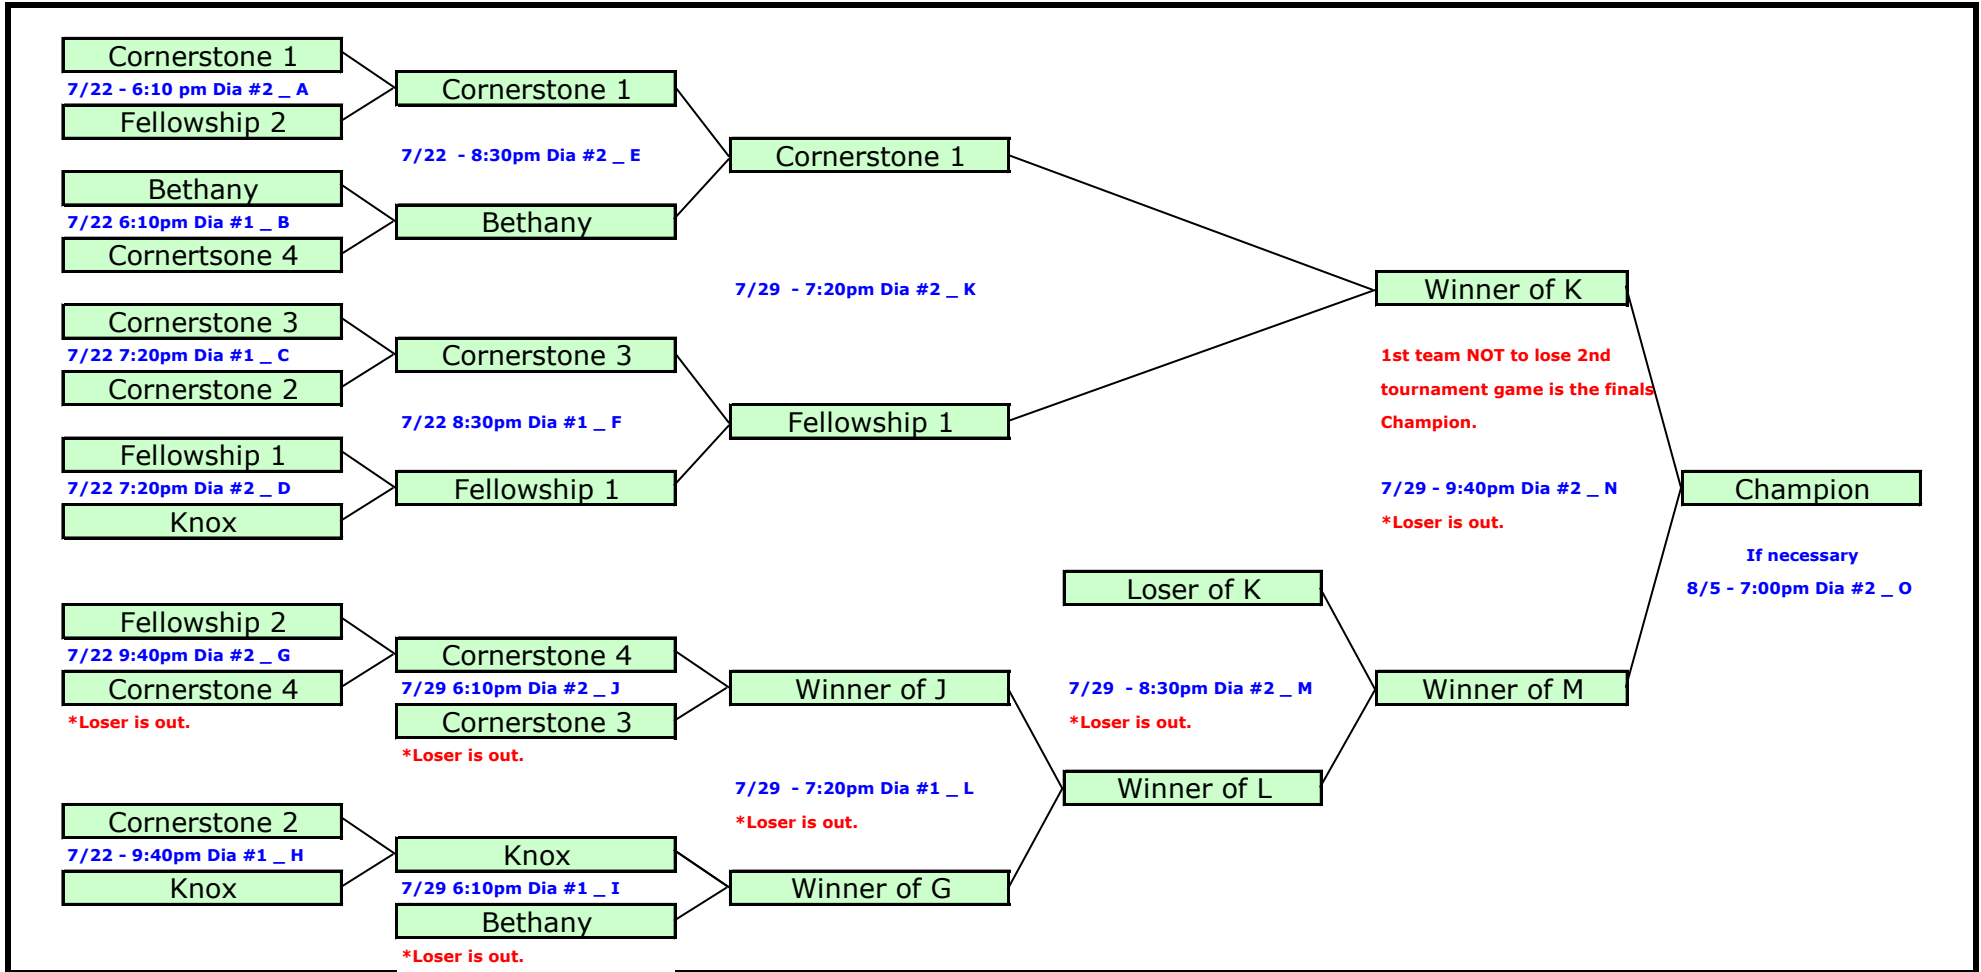 Cornerstone 1
7/22 - 6:10 pm Dia #2 _ A
Fellowship 2
Bethany
7/22 6:10pm Dia #1 _ B
Cornertsone 4
Cornerstone 3
7/22 7:20pm Dia #1 _ C
Cornerstone 2
Fellowship 1
7/22 7:20pm Dia #2 _ D
Knox
Fellowship 2
7/22 9:40pm Dia #2 _ G
Cornerstone 4
*Loser is out.
Cornerstone 2
7/22 - 9:40pm Dia #1 _ H
Knox
Cornerstone 1
7/22 - 8:30pm Dia #2 _ E
Bethany
Cornerstone 3
7/22 8:30pm Dia #1 _ F
Fellowship 1
Cornerstone 4
7/29 6:10pm Dia #2 _ J
Cornerstone 3
*Loser is out.
Knox
7/29 6:10pm Dia #1 _ I
Bethany
*Loser is out.
Cornerstone 1
7/29 - 7:20pm Dia #2 _ K
Fellowship 1
Winner of J
7/29 - 7:20pm Dia #1 _ L
*Loser is out.
Winner of G
Loser of K
7/29 - 8:30pm Dia #2 _ M
*Loser is out.
Winner of L
Winner of K
1st team NOT to lose 2nd
tournament game is the finals
Champion.
7/29 - 9:40pm Dia #2 _ N
*Loser is out.
Winner of M
Champion
If necessary
8/5 - 7:00pm Dia #2 _ O